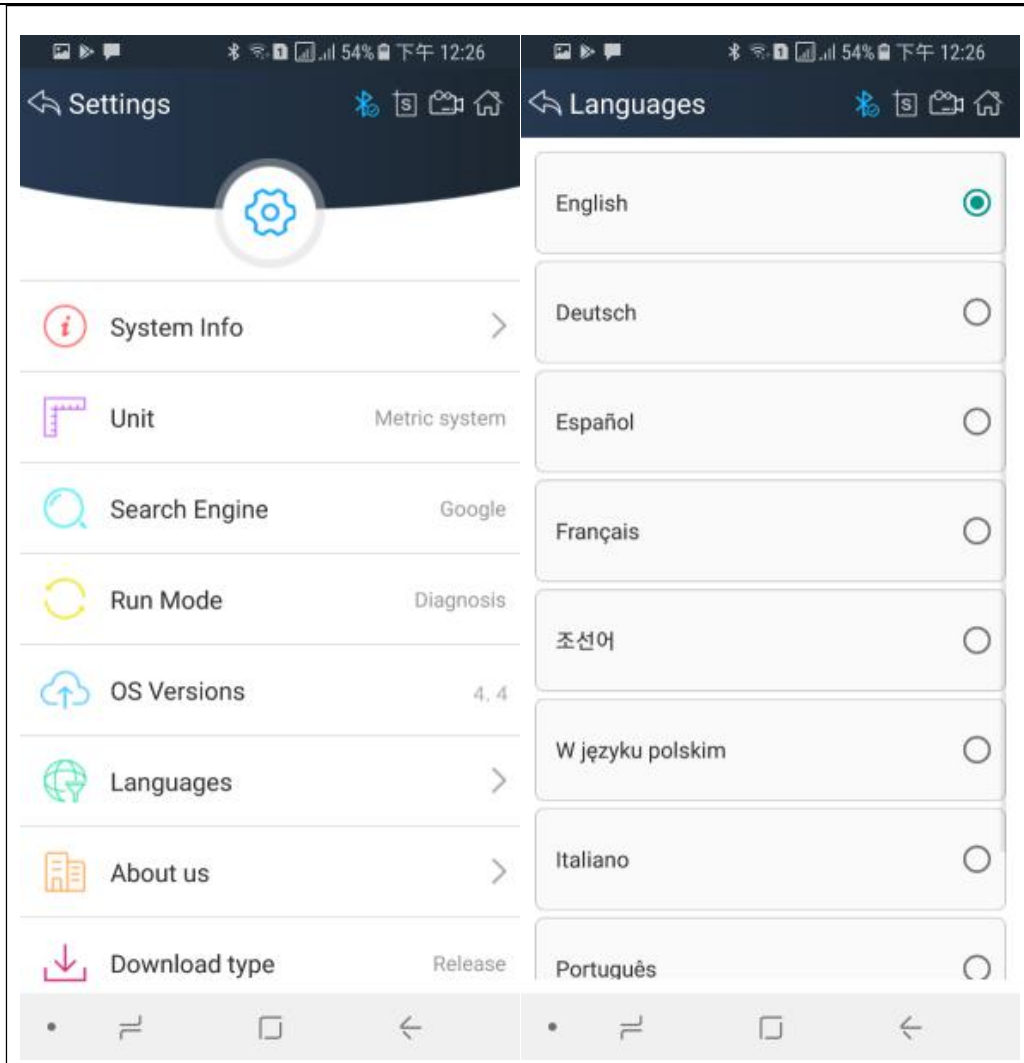 54% 下午 12:26
Settings
System Info
Unit Metric system
Search Engine Google
Run Mode Diagnosis
OS Versions 4, 4
Languages
About us
Download type Release
54% 下午 12:26
Languages
English
Deutsch
Español
Français
조선어
W języku polskim
Italiano
Português